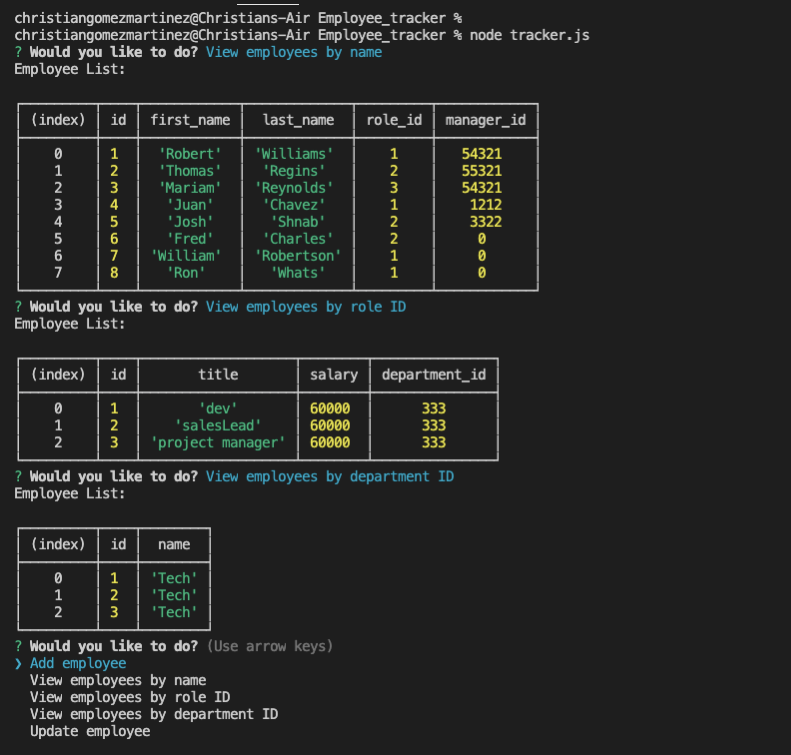 christiangomezmartinez@Christians-Air Employee_tracker %
christiangomezmartinez@Christians-Air Employee_tracker % node tracker.js
? Would you like to do? View employees by name
Employee List:
(index) id first_name last_name role_id manager_id
0 1 'Robert' 'Williams' 1 54321
1 2 'Thomas' 'Regins' 2 55321
2 3 'Mariam' 'Reynolds' 3 54321
3 4 'Juan' 'Chavez' 1 1212
4 5 'Josh' 'Shnab' 2 3322
5 6 'Fred' 'Charles' 2 0
6 7 'William' 'Robertson' 1 0
7 8 'Ron' 'Whats' 1 0
? Would you like to do? View employees by role ID
Employee List:
(index) id title salary department_id
0 1 'dev' 60000 333
1 2 'salesLead' 60000 333
2 3 'project manager' 60000 333
? Would you like to do? View employees by department ID
Employee List:
(index) id name
0 1 'Tech'
1 2 'Tech'
2 3 'Tech'
? Would you like to do? (Use arrow keys)
❯ Add employee
View employees by name
View employees by role ID
View employees by department ID
Update employee